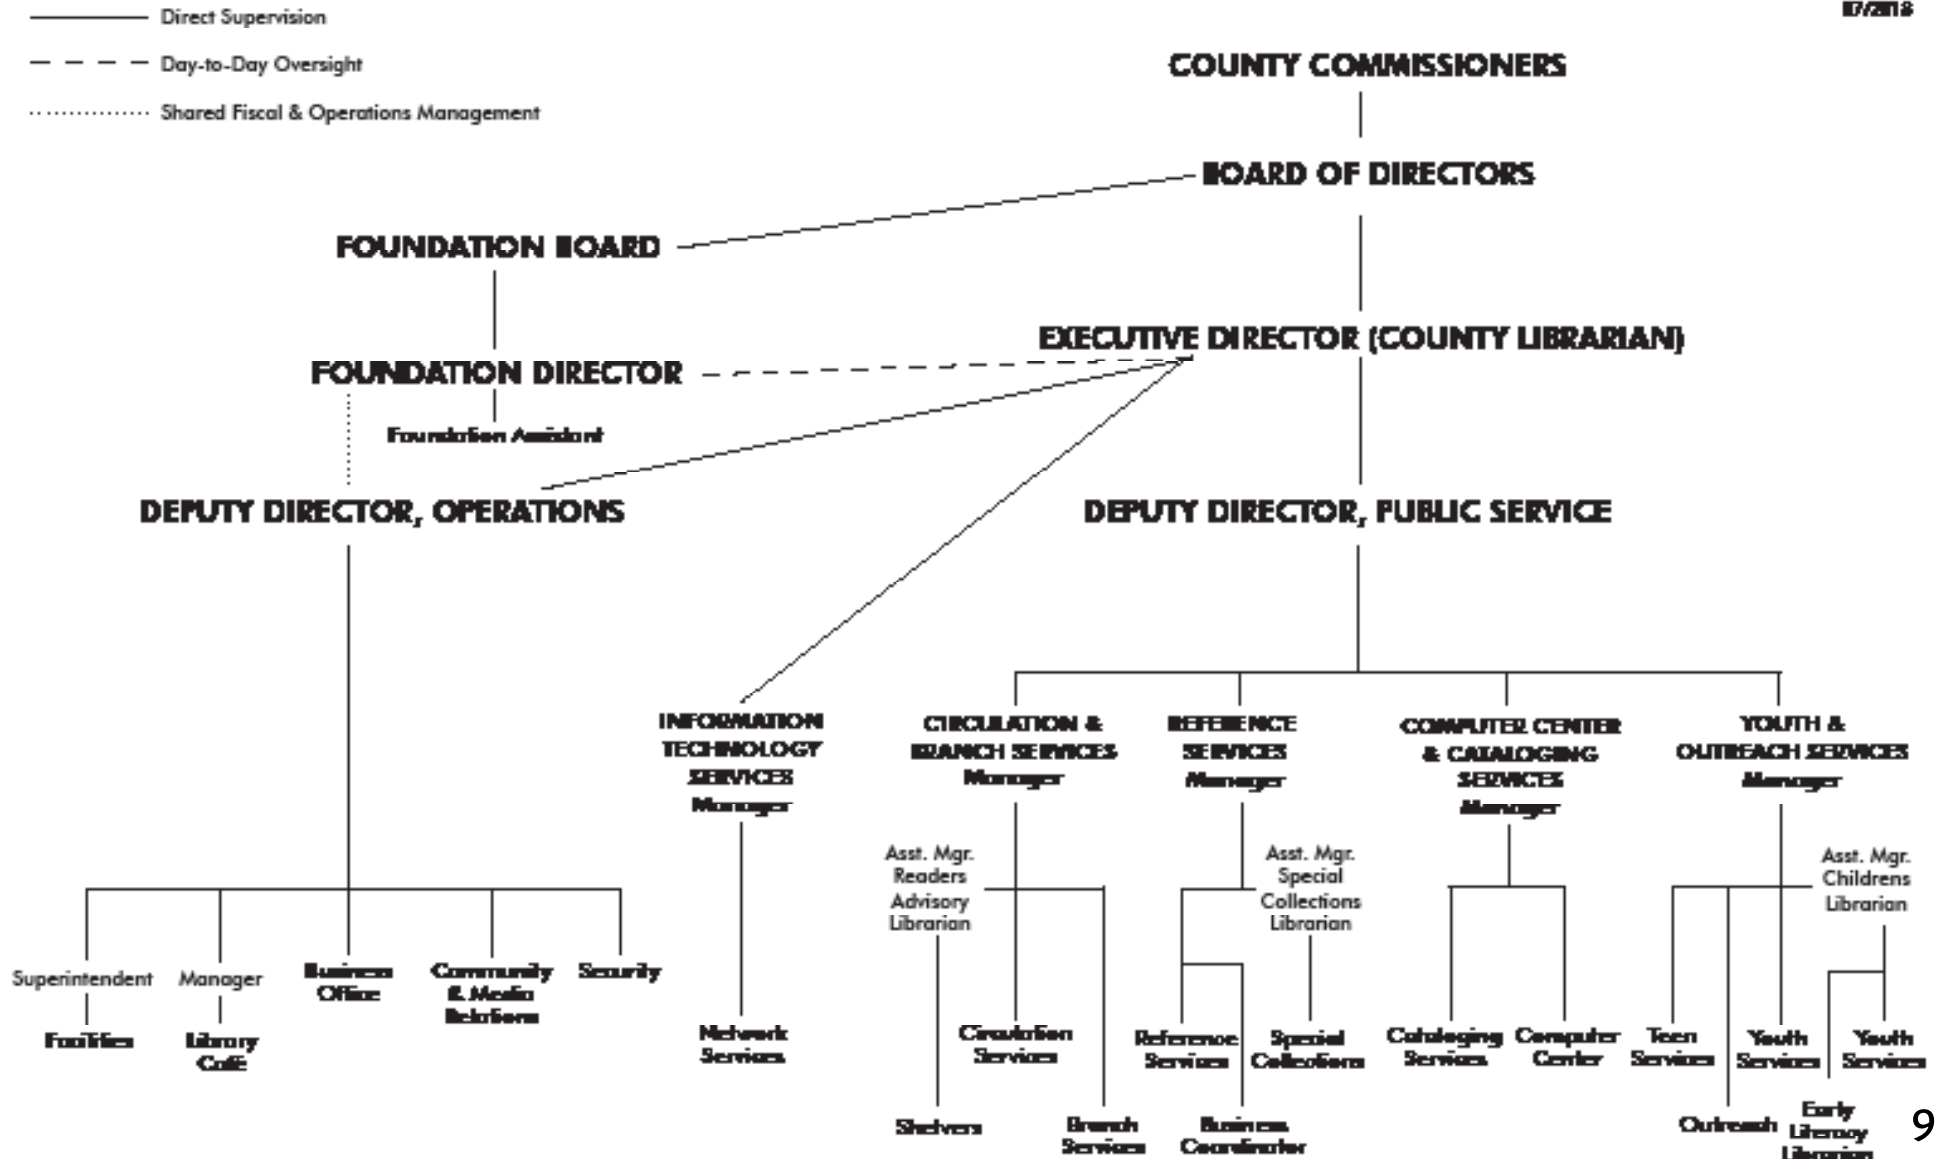 Direct Supervision
07/2018
Day-to-Day Oversight
COUNTY COMMISSIONERS
Shared Fiscal & Operations Management
BOARD OF DIRECTORS
FOUNDATION BOARD
EXECUTIVE DIRECTOR (COUNTY LIBRARIAN)
FOUNDATION DIRECTOR
Foundation Assistant
DEPUTY DIRECTOR, OPERATIONS
DEPUTY DIRECTOR, PUBLIC SERVICE
INFORMATION
TECHNOLOGY
SERVICES
Manager
CIRCULATION &
BRANCH SERVICES
Manager
REFERENCE
SERVICES
Manager
COMPUTER CENTER
& CATALOGING
SERVICES
Manager
YOUTH &
OUTREACH SERVICES
Manager
Asst. Mgr.
Readers
Advisory
Librarian
Asst. Mgr.
Special
Collections
Librarian
Asst. Mgr.
Childrens
Librarian
Superintendent
Manager
Business
Office
Community
& Media
Relations
Security
Facilities
Library
Café
Network
Services
Circulation
Services
Reference
Services
Special
Collections
Cataloging
Services
Computer
Center
Teen
Services
Youth
Services
Youth
Services
Shelvers
Branch
Services
Business
Coordinator
Outreach
Early
Literacy
Librarian
9